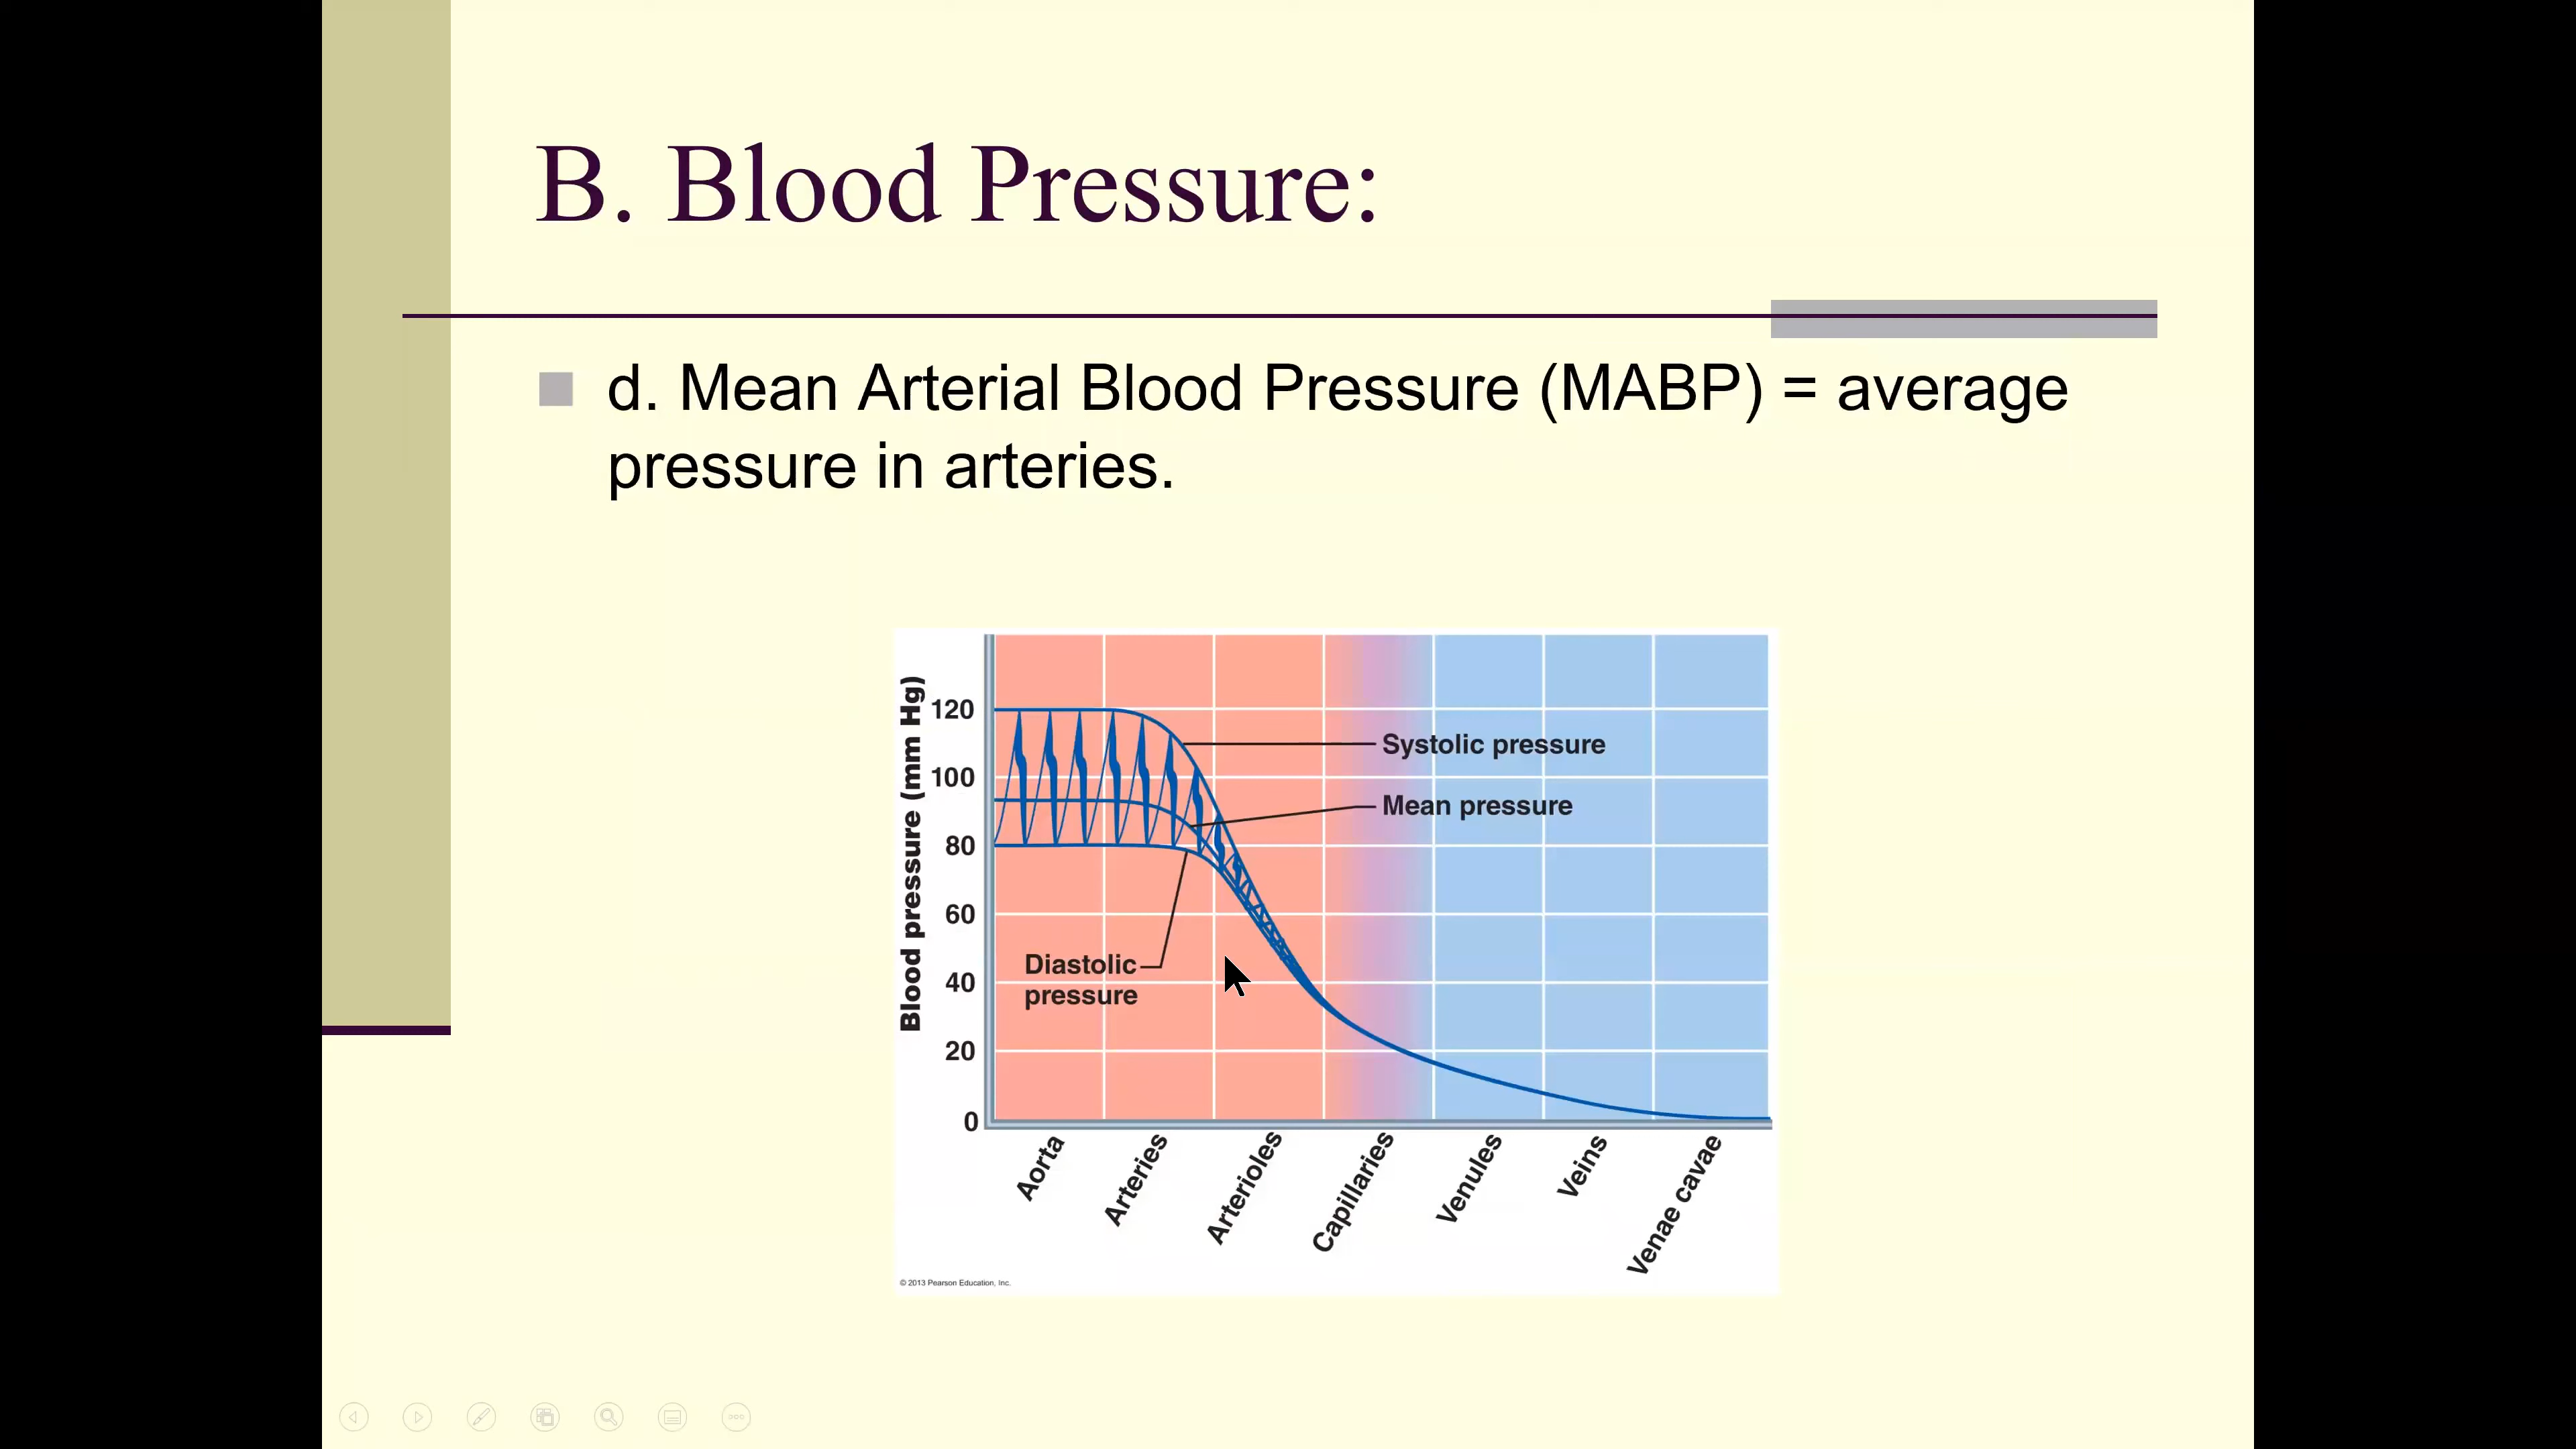 B. Blood Pressure:
d. Mean Arterial Blood Pressure (MABP) = average
pressure in arteries.
Blood pressure (mm Hg)
120
100
80
60
40
20
0
Systolic pressure
Mean pressure
Diastolic
pressure
Aorta
Arteries
Arterioles
Capillaries
Venules
Veins
Venae cavae
© 2013 Pearson Education, Inc.